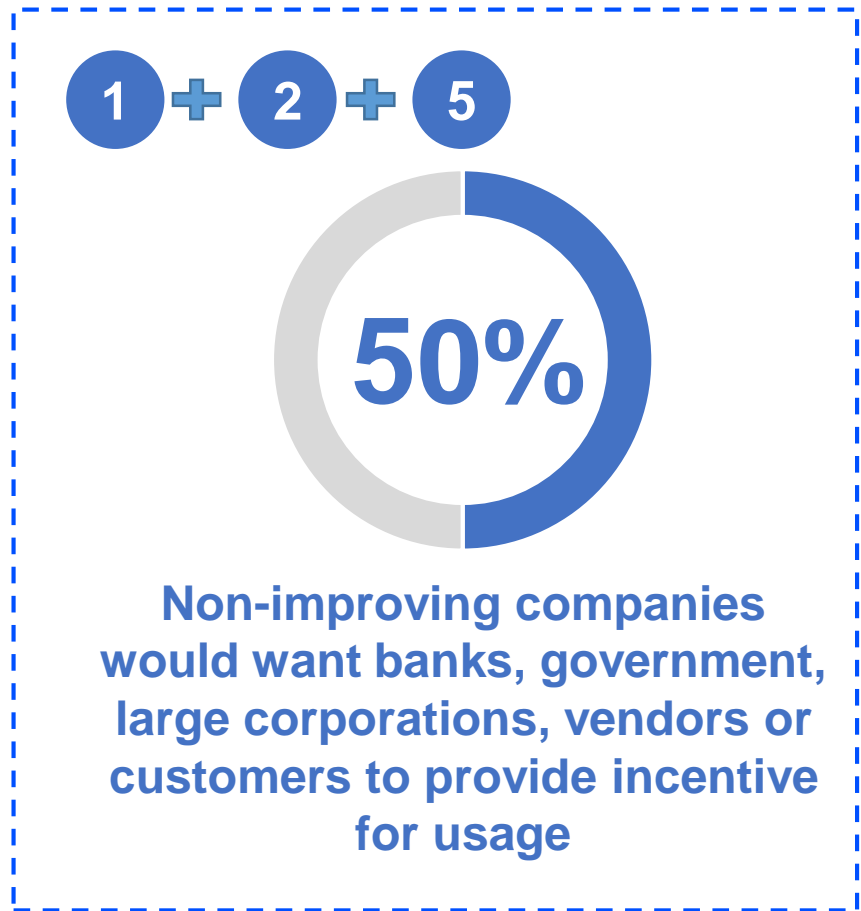 1 + 2 + 5
50%
Non-improving companies
would want banks, government,
large corporations, vendors or
customers to provide incentive
for usage